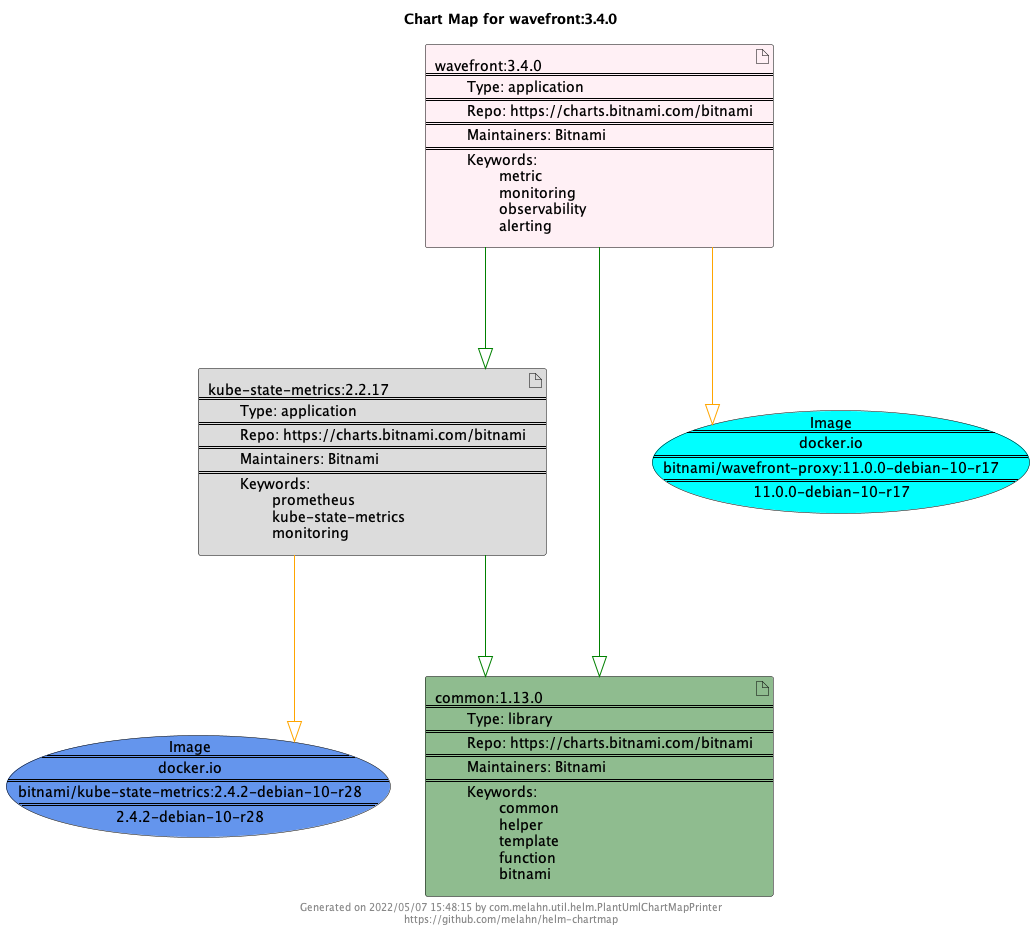 Chart Map for wavefront:3.4.0
wavefront:3.4.0
Type: application
Repo: https://charts.bitnami.com/bitnami
Maintainers: Bitnami
Keywords:
metric
monitoring
observability
alerting
kube-state-metrics:2.2.17
Type: application
Repo: https://charts.bitnami.com/bitnami
Maintainers: Bitnami
Keywords:
prometheus
kube-state-metrics
monitoring
Image
docker.io
bitnami/wavefront-proxy:11.0.0-debian-10-r17
11.0.0-debian-10-r17
Image
docker.io
bitnami/kube-state-metrics:2.4.2-debian-10-r28
2.4.2-debian-10-r28
common:1.13.0
Type: library
Repo: https://charts.bitnami.com/bitnami
Maintainers: Bitnami
Keywords:
common
helper
template
function
bitnami
Generated on 2022/05/07 15:48:15 by com.melahn.util.helm.PlantUmlChartMapPrinter
https://github.com/melahn/helm-chartmap